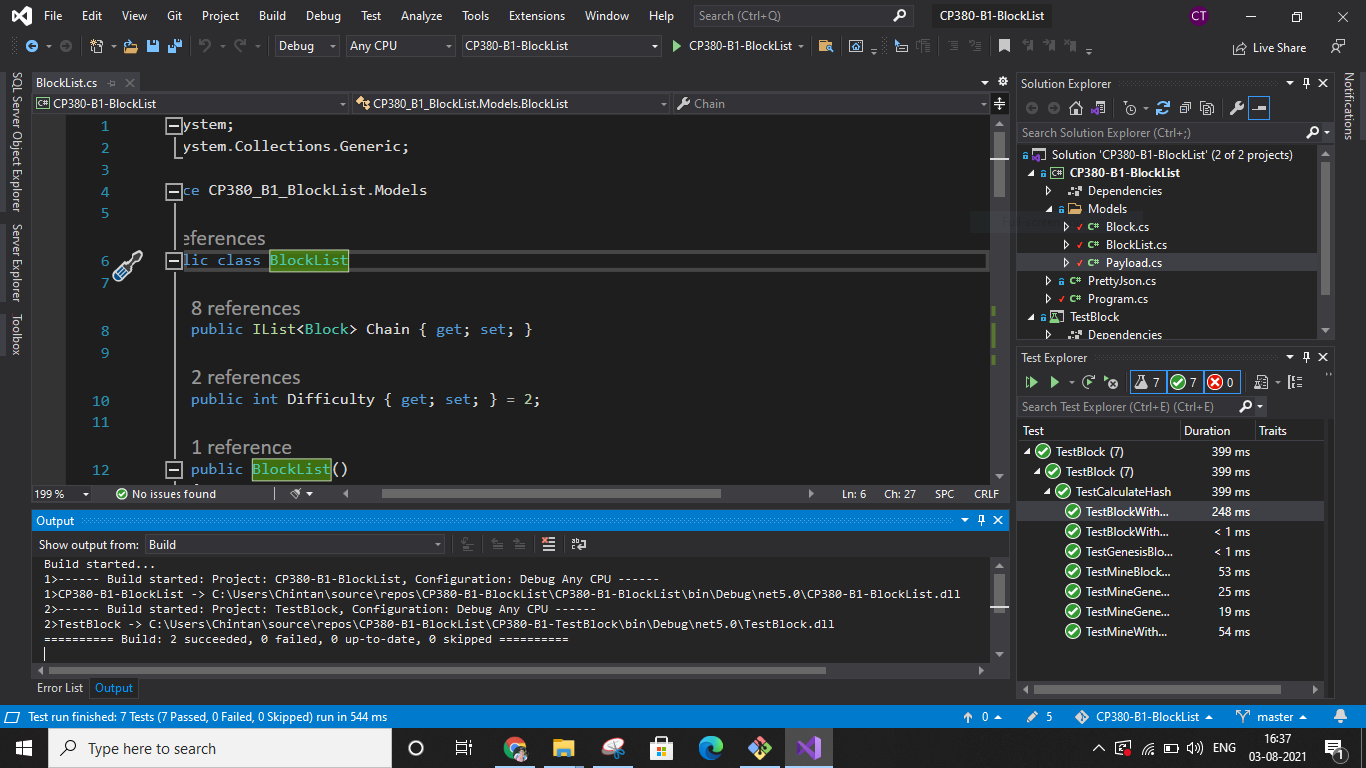 File Edit View Git Project Build Debug Test Analyze Tools Extensions Window Help Search (Ctrl+Q) CP380-B1-BlockList CT
Debug Any CPU CP380-B1-BlockList CP380-B1-BlockList Live Share
SQL Server Object Explorer
Server Explorer
Toolbox
BlockList.cs
CP380-B1-BlockList CP380_B1_BlockList.Models.BlockList Chain
1 ystem;
2 ystem.Collections.Generic;
3
4 ce CP380_B1_BlockList.Models
5
eferences
6 lic class BlockList
7
8 references
8 public IList<Block> Chain { get; set; }
9
2 references
10 public int Difficulty { get; set; } = 2;
11
1 reference
12 public BlockList()
199 % No issues found Ln: 6 Ch: 27 SPC CRLF
Output
Show output from: Build
Build started...
1>------ Build started: Project: CP380-B1-BlockList, Configuration: Debug Any CPU ------
1>CP380-B1-BlockList -> C:\Users\Chintan\source\repos\CP380-B1-BlockList\CP380-B1-BlockList\bin\Debug\net5.0\CP380-B1-BlockList.dll
2>------ Build started: Project: TestBlock, Configuration: Debug Any CPU ------
2>TestBlock -> C:\Users\Chintan\source\repos\CP380-B1-BlockList\CP380-B1-TestBlock\bin\Debug\net5.0\TestBlock.dll
========== Build: 2 succeeded, 0 failed, 0 up-to-date, 0 skipped ==========
Error List Output
Solution Explorer
Search Solution Explorer (Ctrl+;)
Solution 'CP380-B1-BlockList' (2 of 2 projects)
CP380-B1-BlockList
Dependencies
Models
Block.cs
BlockList.cs
Payload.cs
PrettyJson.cs
Program.cs
TestBlock
Dependencies
Notifications
Test Explorer
7 7 0
Search Test Explorer (Ctrl+E) (Ctrl+E)
Test Duration Traits
TestBlock (7) 399 ms
TestBlock (7) 399 ms
TestCalculateHash 399 ms
TestBlockWith... 248 ms
TestBlockWith... < 1 ms
TestGenesisBlo... < 1 ms
TestMineBlock... 53 ms
TestMineGene... 25 ms
TestMineGene... 19 ms
TestMineWith... 54 ms
Test run finished: 7 Tests (7 Passed, 0 Failed, 0 Skipped) run in 544 ms 0 5 CP380-B1-BlockList master
Type here to search ENG 16:37
03-08-2021 1